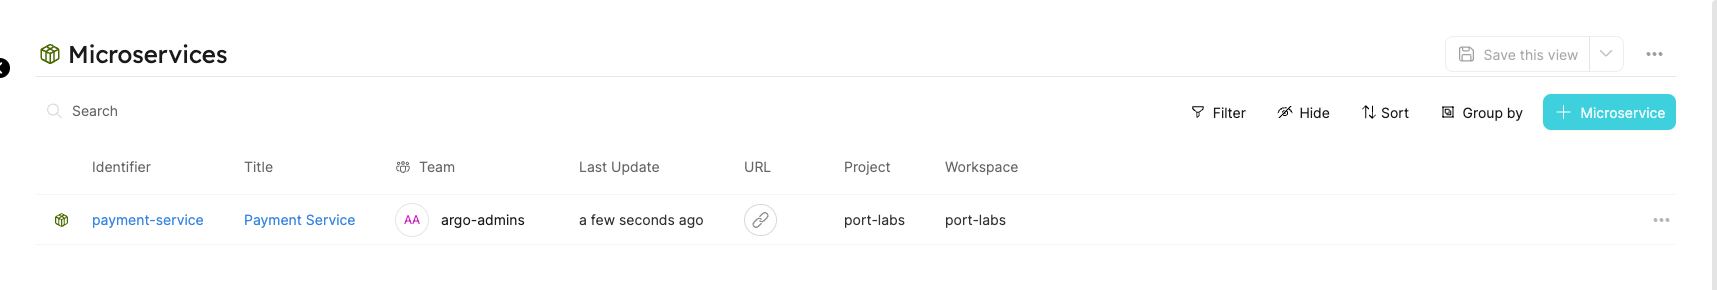 Microservices
Save this view
Search
Filter Hide Sort Group by Microservice
Identifier Title Team Last Update URL Project Workspace
payment-service Payment Service AA argo-admins a few seconds ago port-labs port-labs